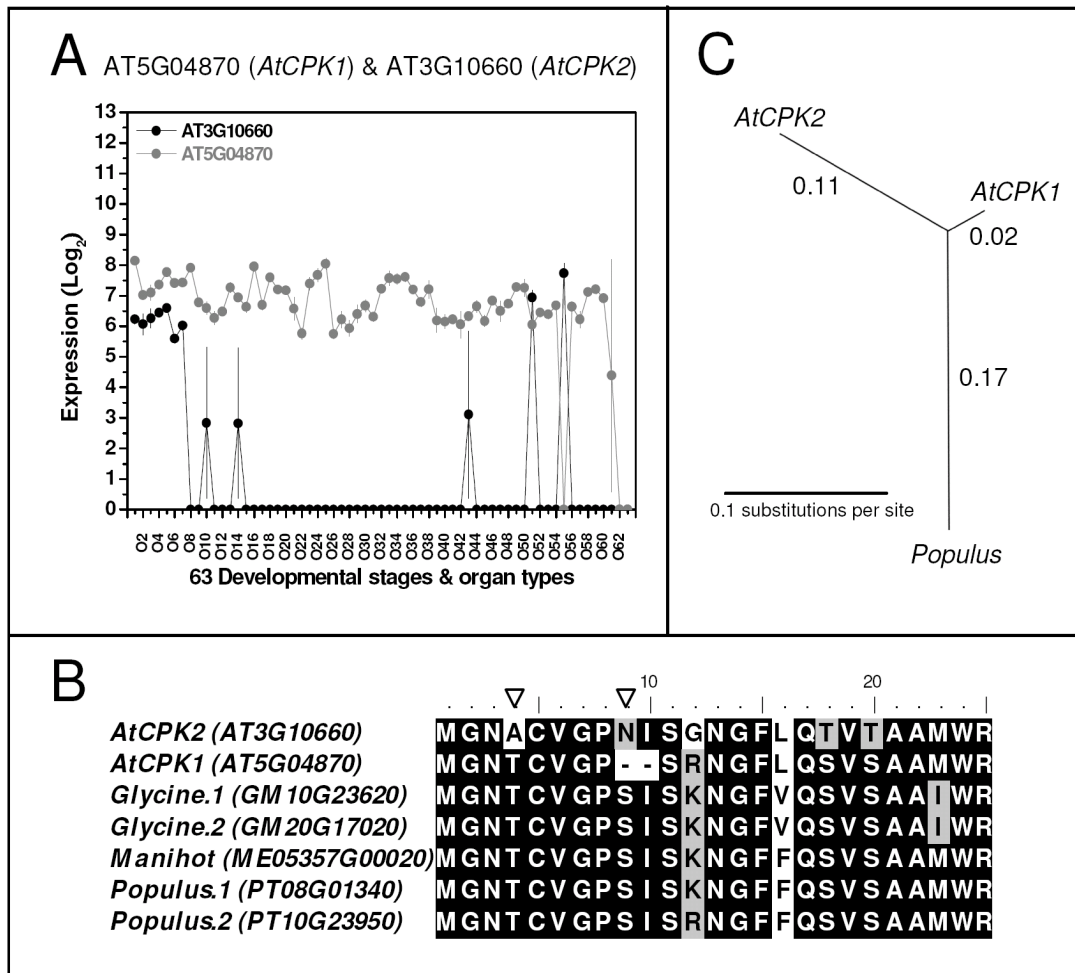 A AT5G04870 (AtCPK1) & AT3G10660 (AtCPK2)
13
12
11
10
9
8
7
6
5
4
3
2
1
0
Expression (Log2)
AT3G10660
AT5G04870
O2 O4 O6 O8 O10 O12 O14 O16 O18 O20 O22 O24 O26 O28 O30 O32 O34 O36 O38 O40 O42 O44 O46 O48 O50 O52 O54 O56 O58 O60 O62
63 Developmental stages & organ types
C
AtCPK2
AtCPK1
0.11
0.02
0.17
0.1 substitutions per site
Populus
B
10 20
AtCPK2 (AT3G10660) MGNACVGPNISGNGFLQTVTAAMWR
AtCPK1 (AT5G04870) MGNTCVGP--SRNGFLQSVSAAMWR
Glycine.1 (GM10G23620) MGNTCVGPSISKNGFVQSVSAAIWR
Glycine.2 (GM20G17020) MGNTCVGPSISKNGFVQSVSAAIWR
Manihot (ME05357G00020) MGNTCVGPSISKNGFFQSVSAAMWR
Populus.1 (PT08G01340) MGNTCVGPSISKNGFFQSVSAAMWR
Populus.2 (PT10G23950) MGNTCVGPSISRNGFFQSVSAAMWR